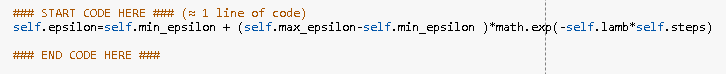 ### START CODE HERE ### (≈ 1 line of code)
self.epsilon=self.min_epsilon + (self.max_epsilon-self.min_epsilon )*math.exp(-self.lamb*self.steps)
### END CODE HERE ###